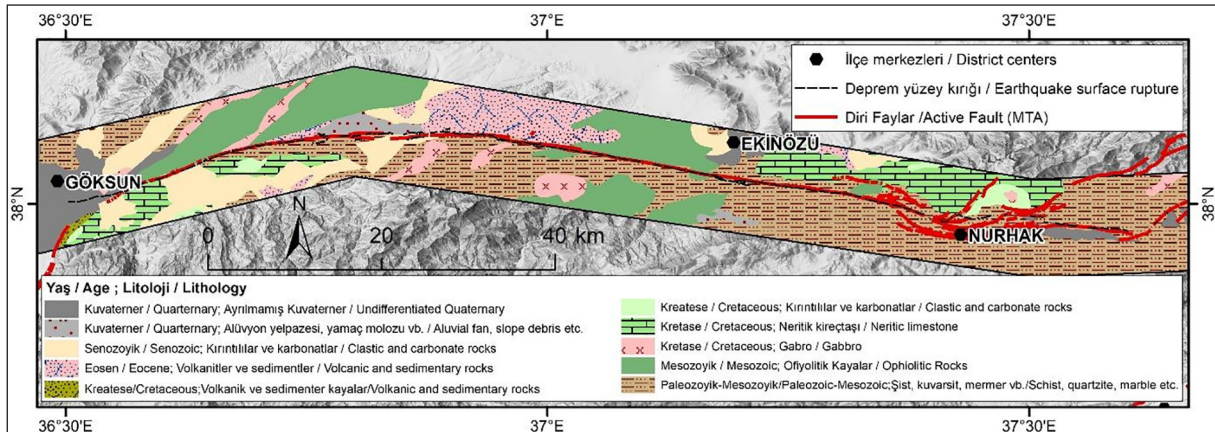 36°30'E 37°E 37°30'E
İlçe merkezleri / District centers
Deprem yüzey kırığı / Earthquake surface rupture
Diri Faylar /Active Fault (MTA)
EKİNÖZÜ
GÖKSUN
38°N 38°N
N
NURHAK
0 20 40 km
Yaş / Age ; Litoloji / Lithology
Kuvaterner / Quarternary; Ayrılmamış Kuvaterner / Undifferentiated Quaternary
Kuvaterner / Quaternary; Alüvyon yelpazesi, yamaç molozu vb. / Aluvial fan, slope debris etc.
Senozoyik / Senozoic; Kırıntılılar ve karbonatlar / Clastic and carbonate rocks
Eosen / Eocene; Volkanitler ve sedimentler / Volcanic and sedimentary rocks
Kreatese/Cretaceous;Volkanik ve sedimenter kayalar/Volcanic and sedimentary rocks
Kreatese / Cretaceous; Kırıntılılar ve karbonatlar / Clastic and carbonate rocks
Kretase / Cretaceous; Neritik kireçtaşı / Neritic limestone
Kretase / Cretaceous; Gabro / Gabbro
Mesozoyik / Mesozoic; Ofiyolitik Kayalar / Ophiolitic Rocks
Paleozoyik-Mesozoyik/Paleozoic-Mesozoic;Şist, kuvarsit, mermer vb./Schist, quartzite, marble etc.
36°30'E 37°E 37°30'E